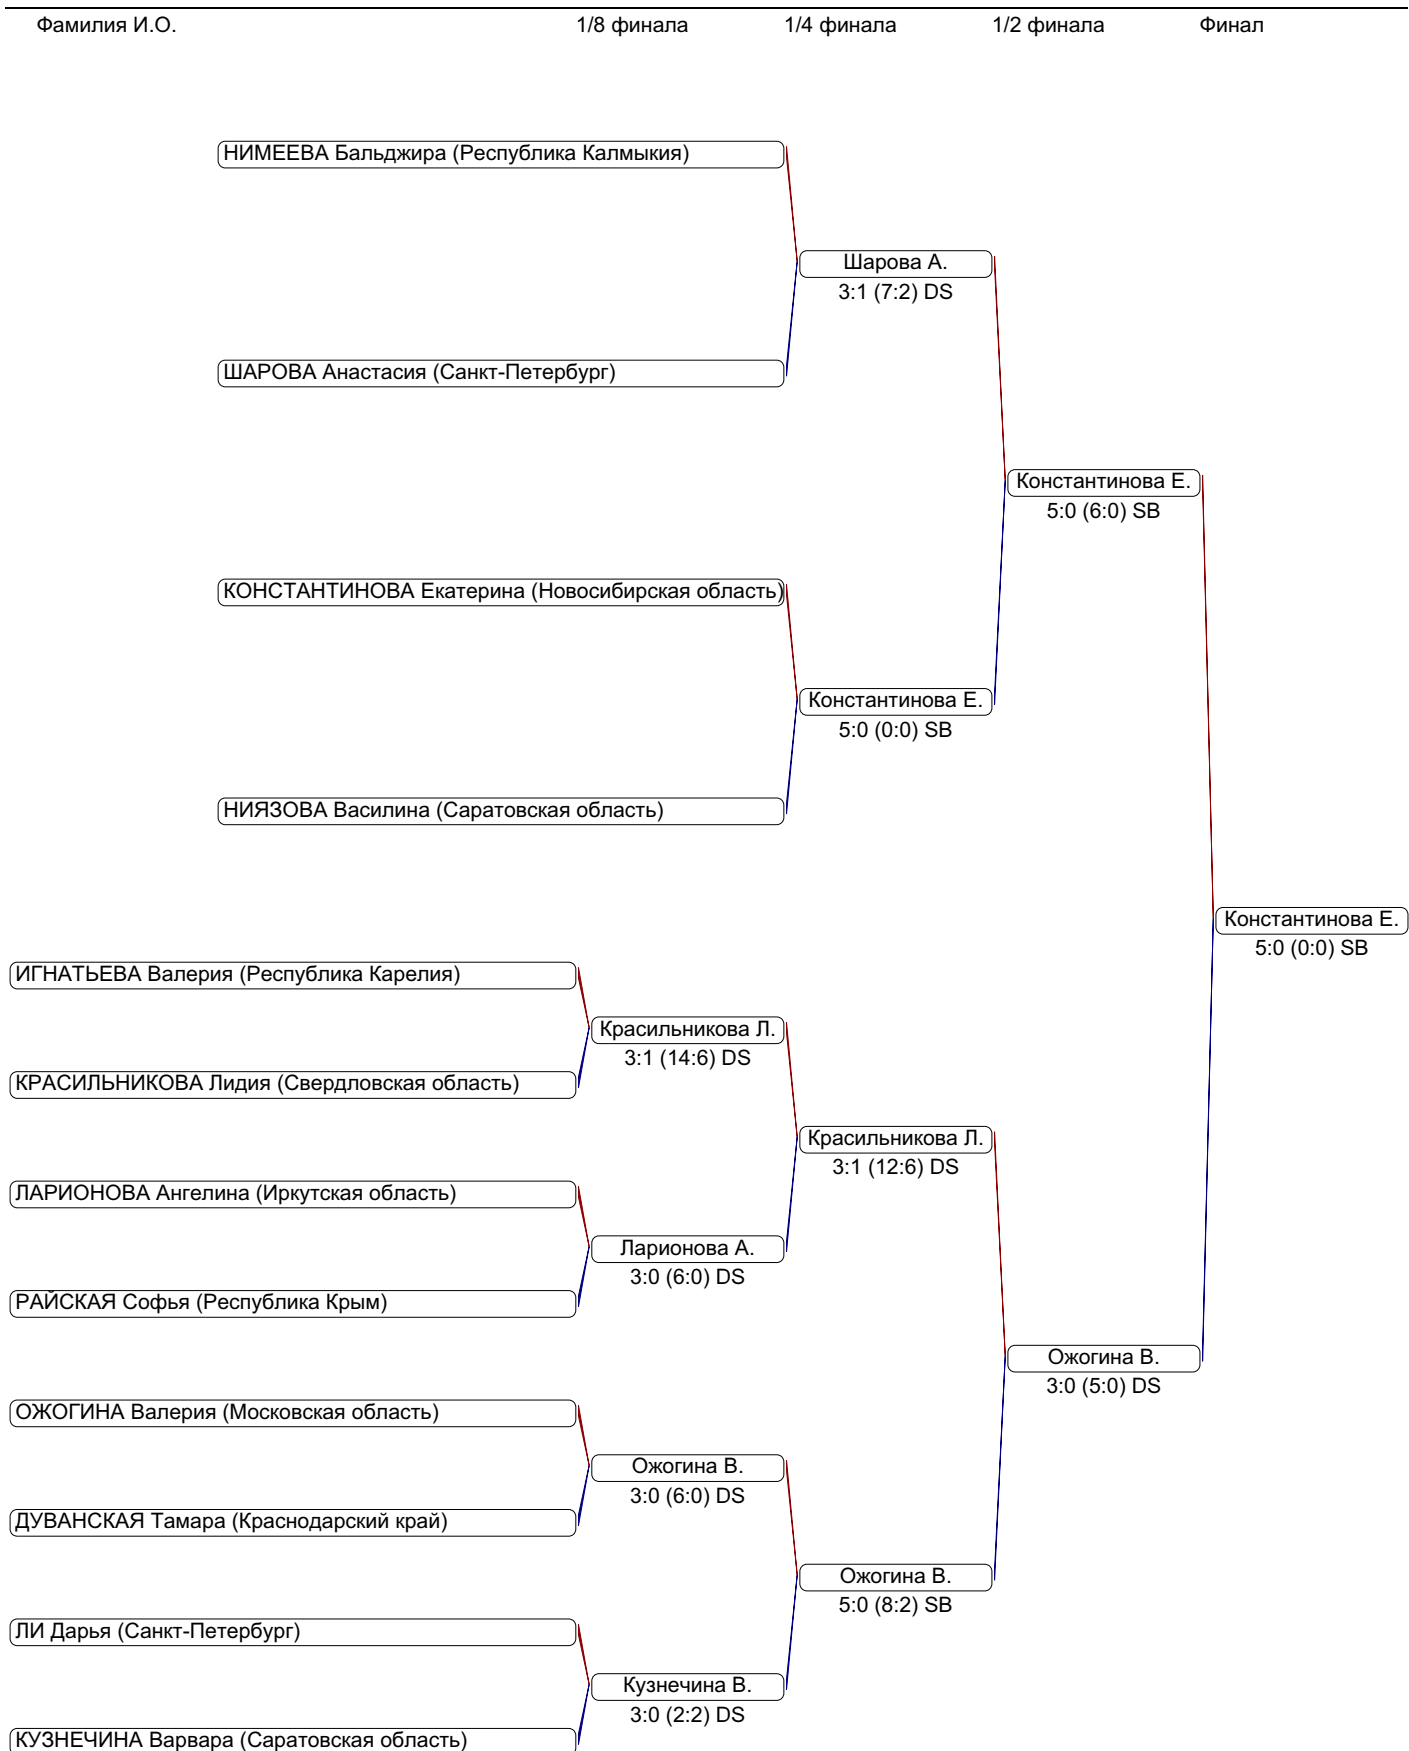 Фамилия И.О. 1/8 финала 1/4 финала 1/2 финала Финал
НИМЕЕВА Бальджира (Республика Калмыкия)
Шарова А.
3:1 (7:2) DS
ШАРОВА Анастасия (Санкт-Петербург)
Константинова Е.
5:0 (6:0) SB
КОНСТАНТИНОВА Екатерина (Новосибирская область)
Константинова Е.
5:0 (0:0) SB
НИЯЗОВА Василина (Саратовская область)
Константинова Е.
5:0 (0:0) SB
ИГНАТЬЕВА Валерия (Республика Карелия)
Красильникова Л.
3:1 (14:6) DS
КРАСИЛЬНИКОВА Лидия (Свердловская область)
Красильникова Л.
3:1 (12:6) DS
ЛАРИОНОВА Ангелина (Иркутская область)
Ларионова А.
3:0 (6:0) DS
РАЙСКАЯ Софья (Республика Крым)
Ожогина В.
3:0 (5:0) DS
ОЖОГИНА Валерия (Московская область)
Ожогина В.
3:0 (6:0) DS
ДУВАНСКАЯ Тамара (Краснодарский край)
Ожогина В.
5:0 (8:2) SB
ЛИ Дарья (Санкт-Петербург)
Кузнечина В.
3:0 (2:2) DS
КУЗНЕЧИНА Варвара (Саратовская область)